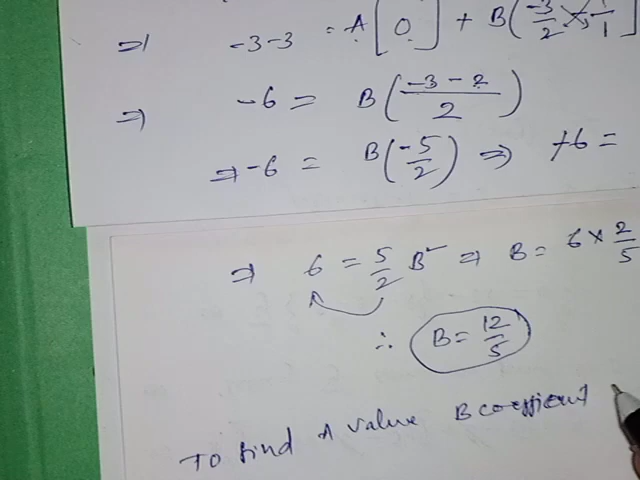 ⇒ -3-3 = A[0] + B(-3/2 - 1/1)
⇒ -6 = B((-3-2)/2)
⇒ -6 = B(-5/2) ⇒ +6 =
⇒ 6 = 5/2 B ⇒ B = 6 × 2/5
∴ B = 12/5
To find A value B coefficient